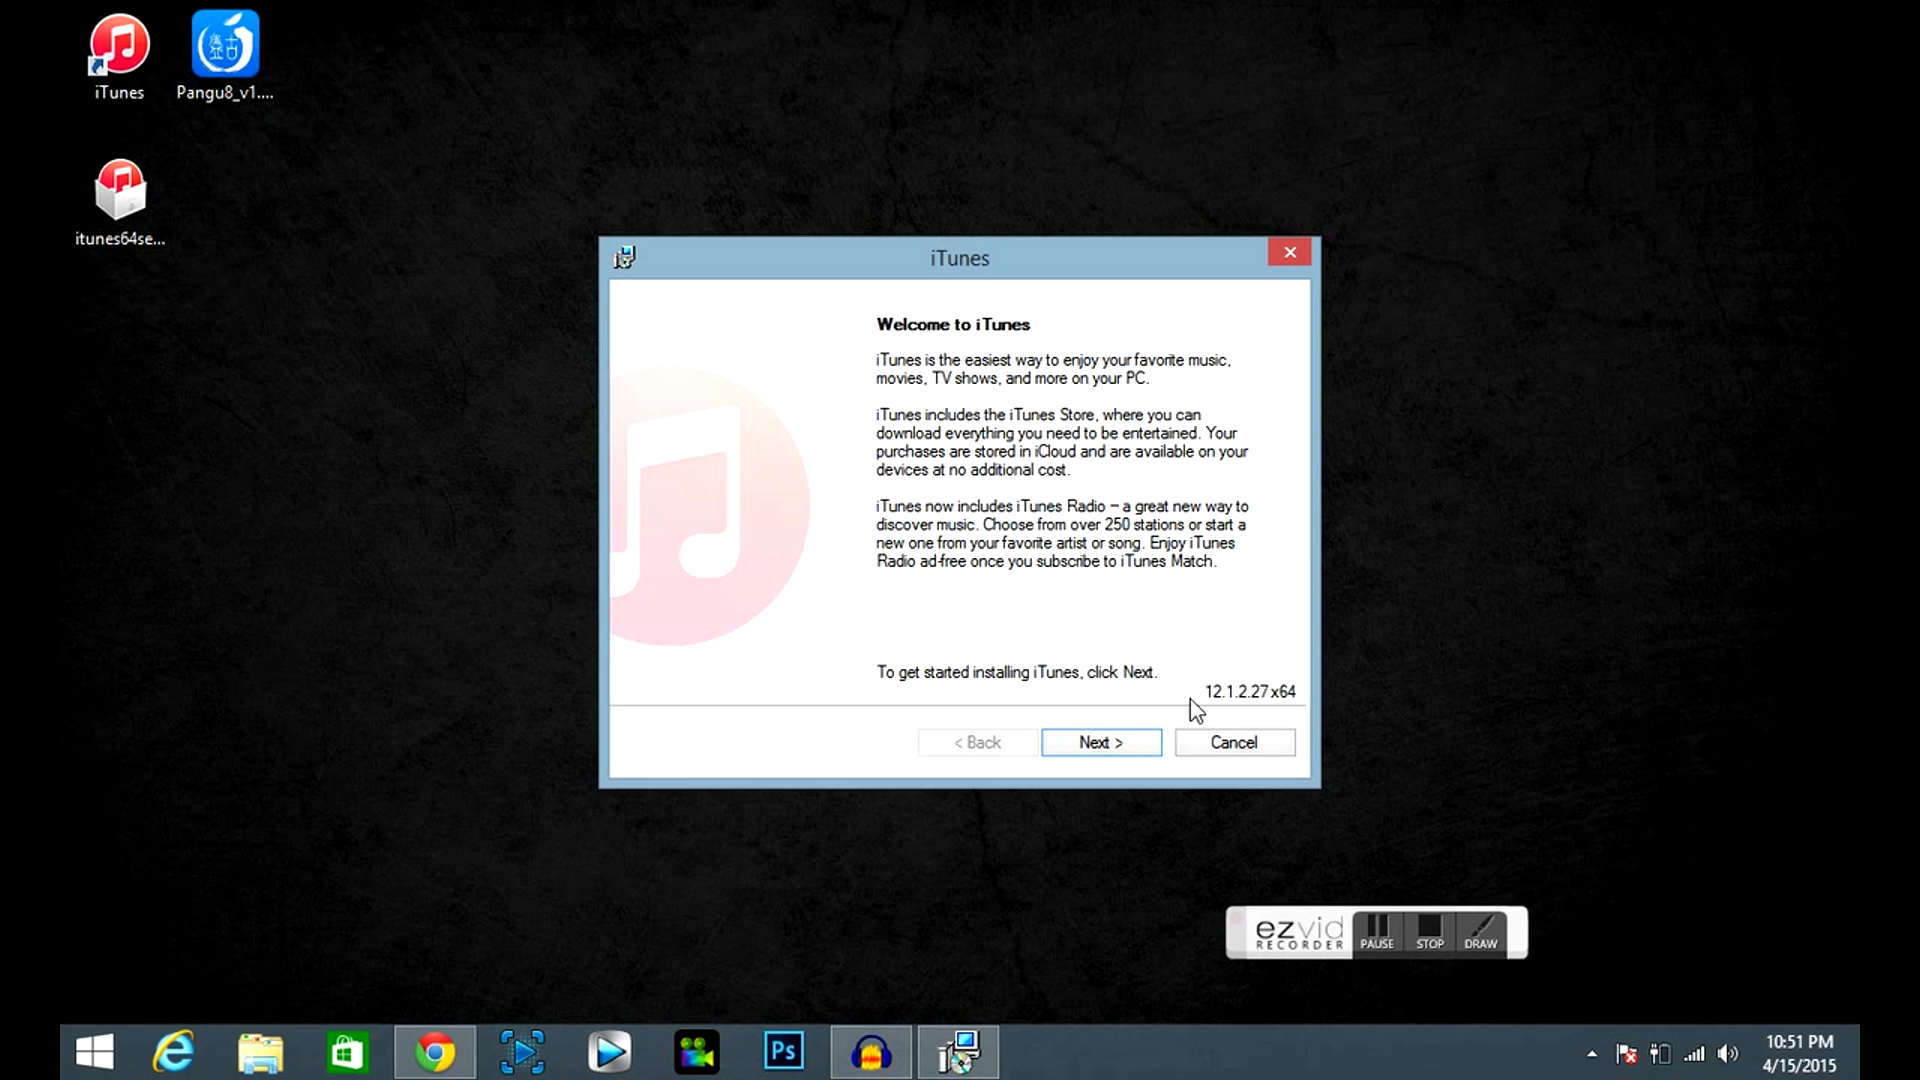 iTunes
Pangu8_v1....
itunes64se...
iTunes
Welcome to iTunes
iTunes is the easiest way to enjoy your favorite music,
movies, TV shows, and more on your PC.
iTunes includes the iTunes Store, where you can
download everything you need to be entertained. Your
purchases are stored in iCloud and are available on your
devices at no additional cost.
iTunes now includes iTunes Radio – a great new way to
discover music. Choose from over 250 stations or start a
new one from your favorite artist or song. Enjoy iTunes
Radio ad-free once you subscribe to iTunes Match.
To get started installing iTunes, click Next.
12.1.2.27 x64
< Back
Next >
Cancel
ezvid
RECORDER
PAUSE
STOP
DRAW
Ps
10:51 PM
4/15/2015